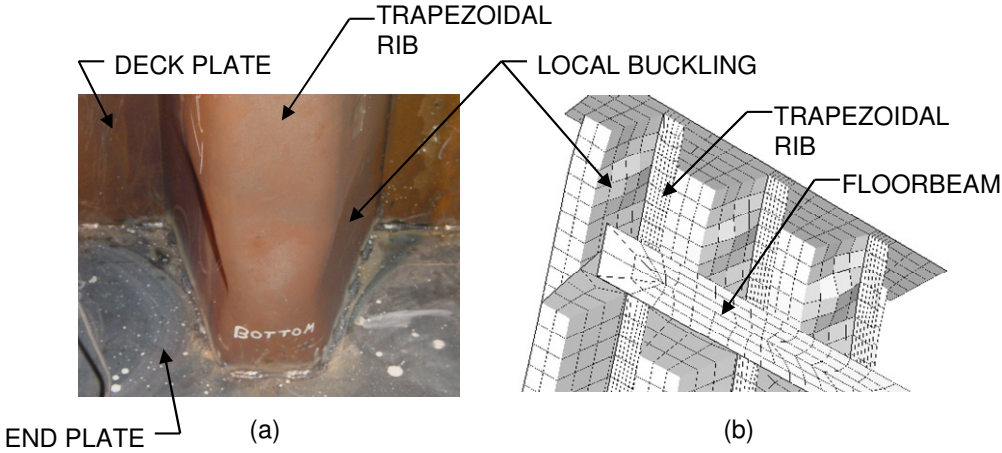 TRAPEZOIDAL
RIB
DECK PLATE
LOCAL BUCKLING
TRAPEZOIDAL
RIB
FLOORBEAM
BOTTOM
END PLATE
(a)
(b)